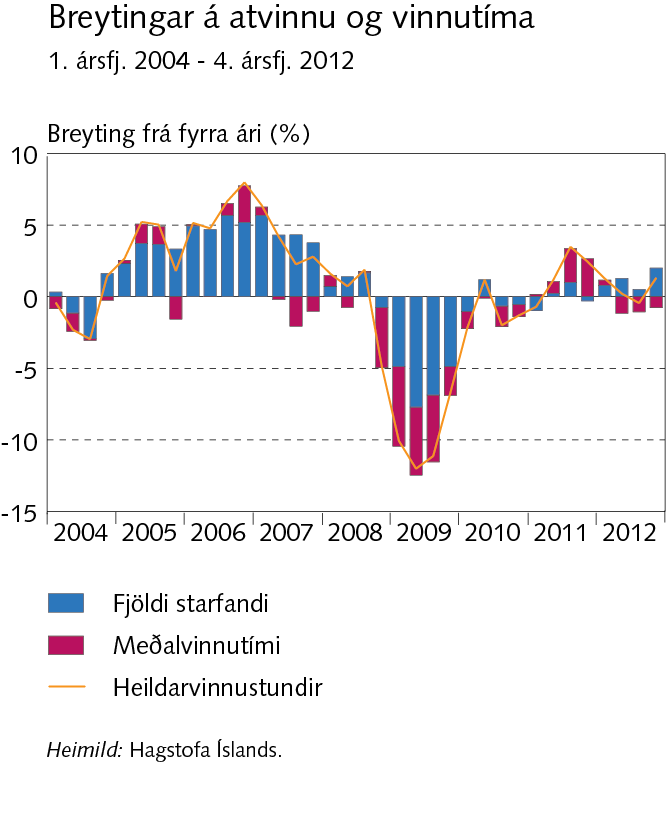 Breytingar á atvinnu og vinnutíma
1. ársfj. 2004 - 4. ársfj. 2012
Breyting frá fyrra ári (%)
10
5
0
-5
-10
-15
2004 2005 2006 2007 2008 2009 2010 2011 2012
Fjöldi starfandi
Meðalvinnutími
Heildarvinnustundir
Heimild: Hagstofa Íslands.